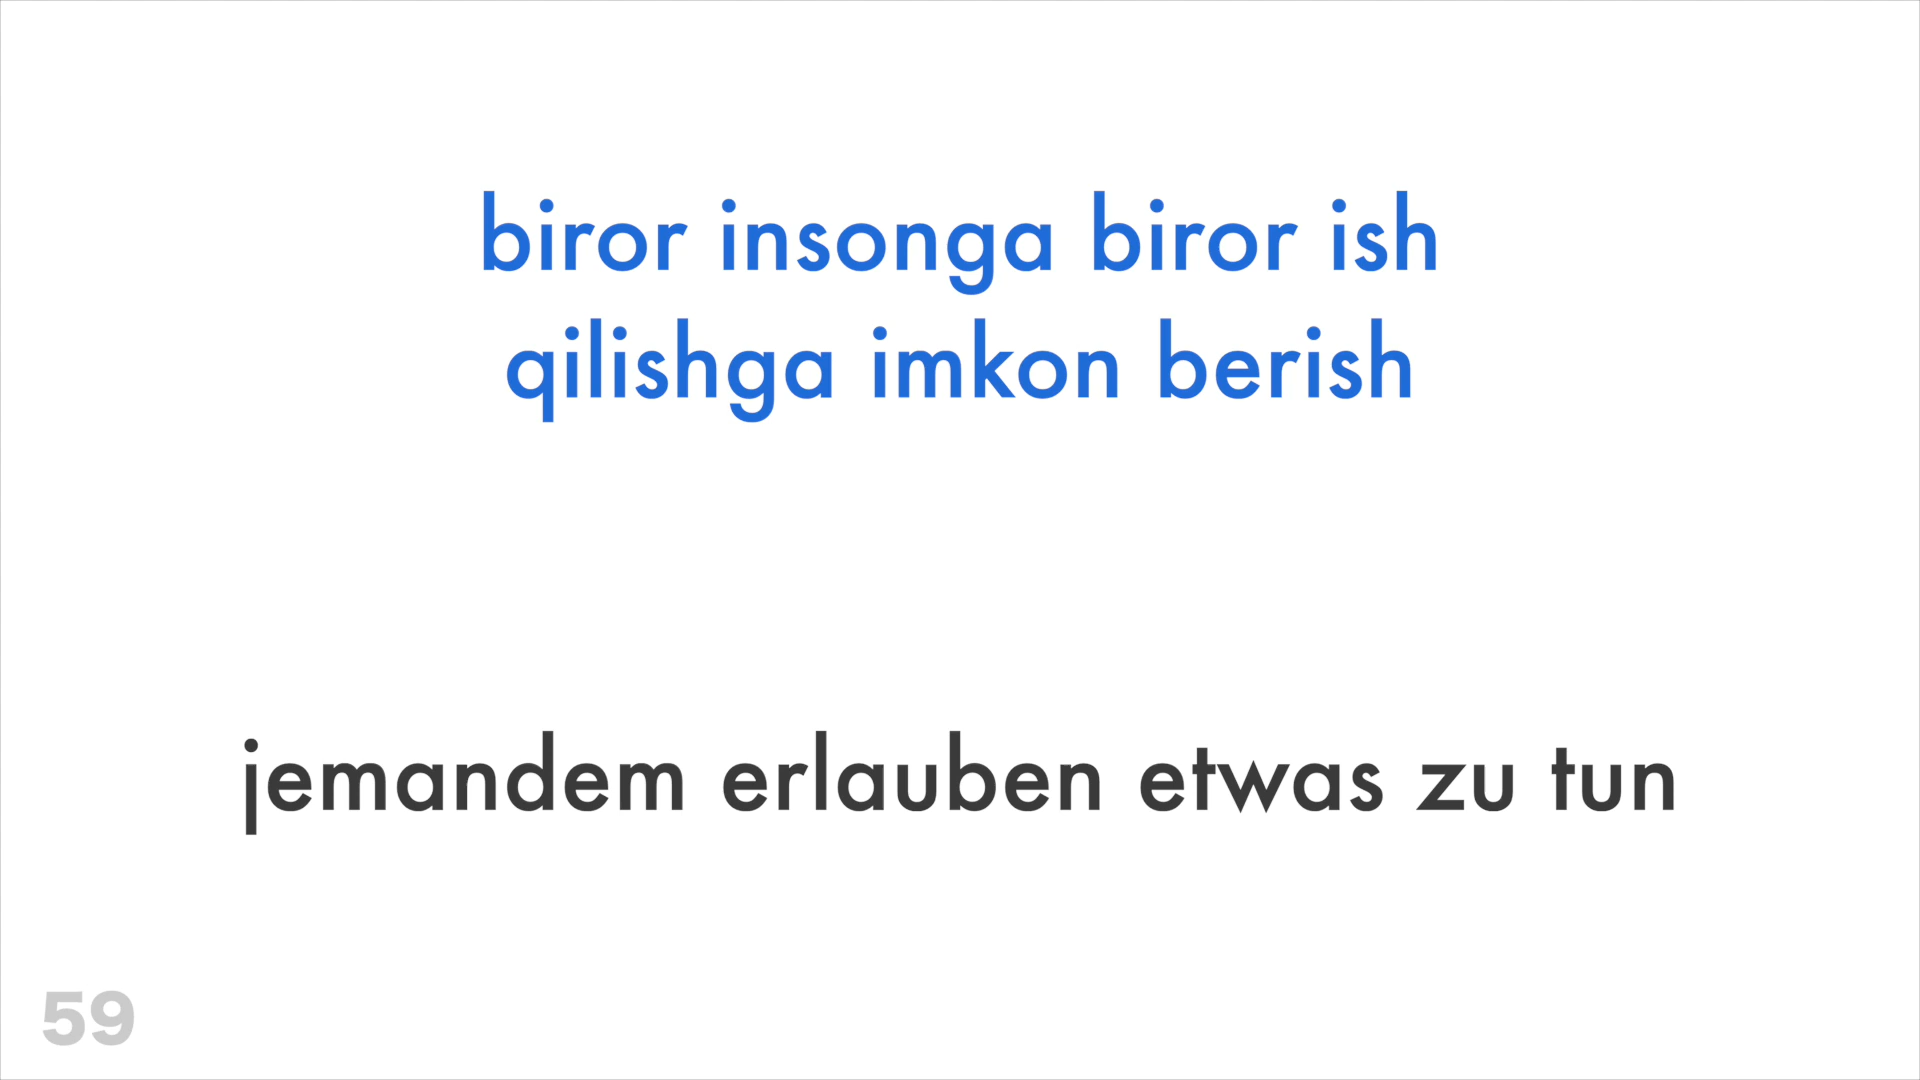 biror insonga biror ish
qilishga imkon berish
jemandem erlauben etwas zu tun
59